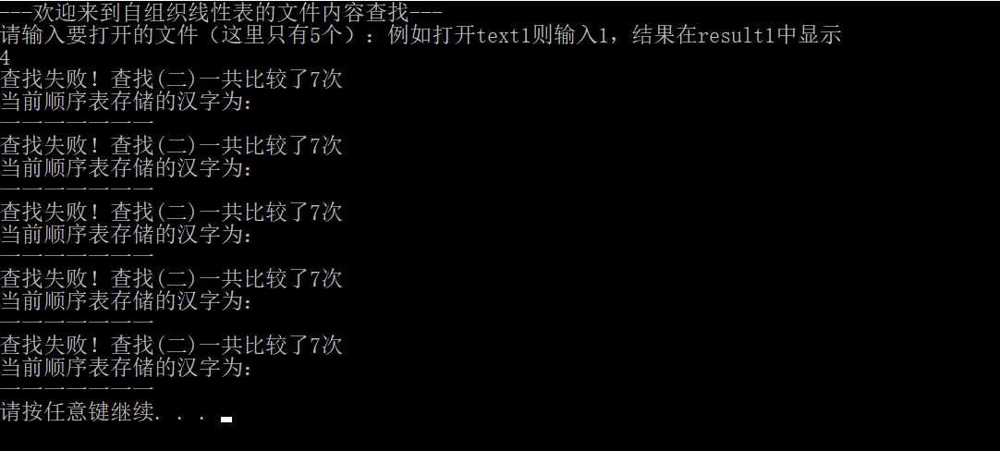 ---欢迎来到自组织线性表的文件内容查找---
请输入要打开的文件（这里只有5个）：例如打开text1则输入1，结果在result1中显示
4
查找失败！查找(二)一共比较了7次
当前顺序表存储的汉字为：
一一一一一一一
查找失败！查找(二)一共比较了7次
当前顺序表存储的汉字为：
一一一一一一一
查找失败！查找(二)一共比较了7次
当前顺序表存储的汉字为：
一一一一一一一
查找失败！查找(二)一共比较了7次
当前顺序表存储的汉字为：
一一一一一一一
查找失败！查找(二)一共比较了7次
当前顺序表存储的汉字为：
一一一一一一一
请按任意键继续. . .